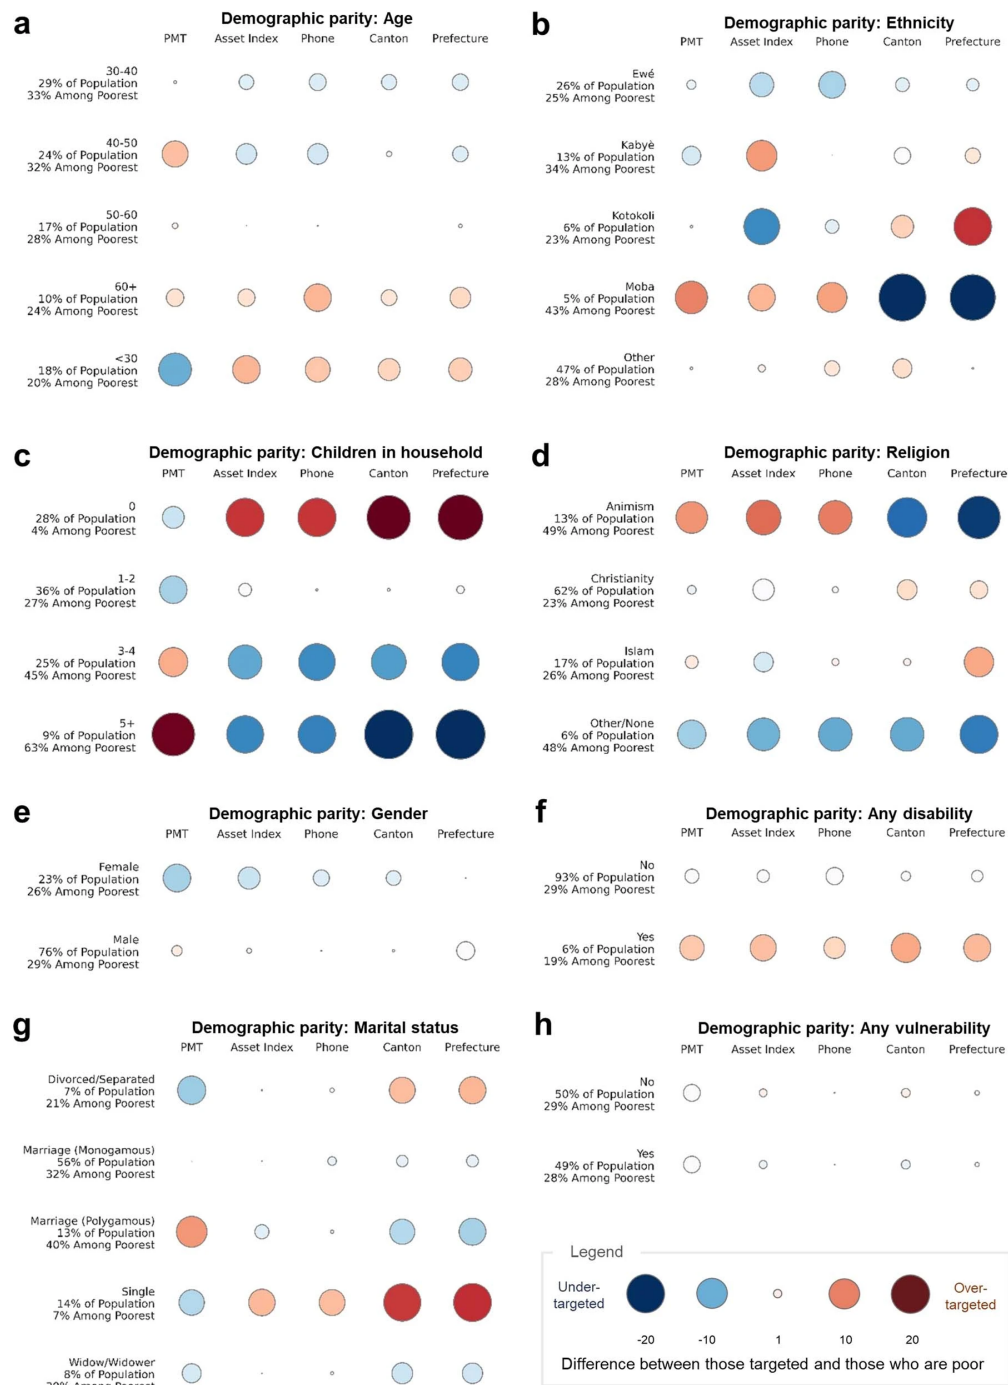 a
Demographic parity: Age
PMT Asset Index Phone Canton Prefecture
30-40
29% of Population
33% Among Poorest
40-50
24% of Population
32% Among Poorest
50-60
17% of Population
28% Among Poorest
60+
10% of Population
24% Among Poorest
<30
18% of Population
20% Among Poorest
b
Demographic parity: Ethnicity
PMT Asset Index Phone Canton Prefecture
Ewé
26% of Population
25% Among Poorest
Kabyè
13% of Population
34% Among Poorest
Kotokoli
6% of Population
23% Among Poorest
Moba
5% of Population
43% Among Poorest
Other
47% of Population
28% Among Poorest
c
Demographic parity: Children in household
PMT Asset Index Phone Canton Prefecture
0
28% of Population
4% Among Poorest
1-2
36% of Population
27% Among Poorest
3-4
25% of Population
45% Among Poorest
5+
9% of Population
63% Among Poorest
d
Demographic parity: Religion
PMT Asset Index Phone Canton Prefecture
Animism
13% of Population
49% Among Poorest
Christianity
62% of Population
23% Among Poorest
Islam
17% of Population
26% Among Poorest
Other/None
6% of Population
48% Among Poorest
e
Demographic parity: Gender
PMT Asset Index Phone Canton Prefecture
Female
23% of Population
26% Among Poorest
Male
76% of Population
29% Among Poorest
f
Demographic parity: Any disability
PMT Asset Index Phone Canton Prefecture
No
93% of Population
29% Among Poorest
Yes
6% of Population
19% Among Poorest
g
Demographic parity: Marital status
PMT Asset Index Phone Canton Prefecture
Divorced/Separated
7% of Population
21% Among Poorest
Marriage (Monogamous)
56% of Population
32% Among Poorest
Marriage (Polygamous)
13% of Population
40% Among Poorest
Single
14% of Population
7% Among Poorest
Widow/Widower
8% of Population
Among Poorest
h
Demographic parity: Any vulnerability
PMT Asset Index Phone Canton Prefecture
No
50% of Population
29% Among Poorest
Yes
49% of Population
28% Among Poorest
Legend
Under-
targeted
Over-
targeted
-20 -10 1 10 20
Difference between those targeted and those who are poor